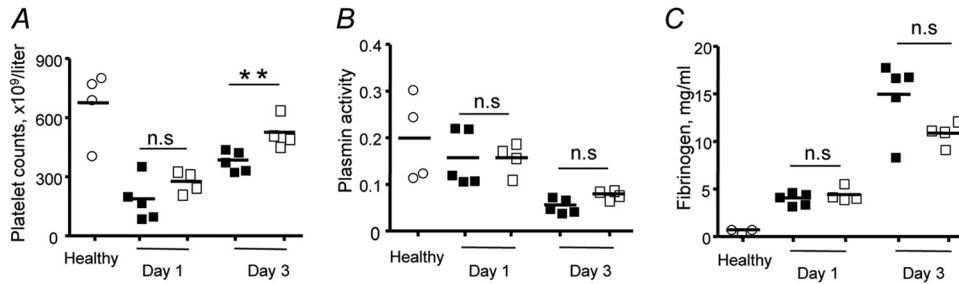 A
Platelet counts, x10⁹/liter
900
600
300
0
n.s
**
Healthy
Day 1
Day 3
B
Plasmin activity
0.4
0.3
0.2
0.1
0.0
n.s
n.s
Healthy
Day 1
Day 3
C
Fibrinogen, mg/ml
20
15
10
5
0
n.s
n.s
Healthy
Day 1
Day 3